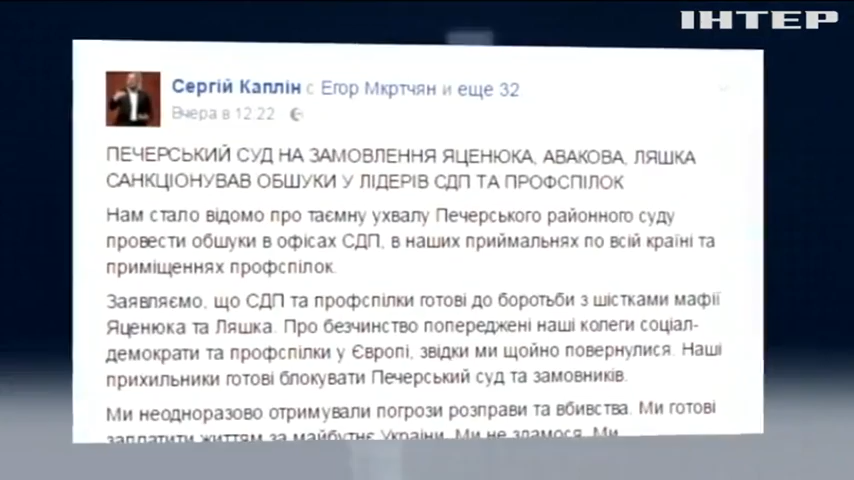 ІНТЕР
Сергій Каплін с Егор Мкртчян и еще 32
Вчера в 12:22
ПЕЧЕРСЬКИЙ СУД НА ЗАМОВЛЕННЯ ЯЦЕНЮКА, АВАКОВА, ЛЯШКА
САНКЦІОНУВАВ ОБШУКИ У ЛІДЕРІВ СДП ТА ПРОФСПІЛОК
Нам стало відомо про таємну ухвалу Печерського районного суду
провести обшуки в офісах СДП, в наших приймальнях по всій країні та
приміщеннях профспілок.
Заявляємо, що СДП та профспілки готові до боротьби з шістками мафії
Яценюка та Ляшка. Про безчинство попереджені наші колеги соціал-
демократи та профспілки у Європі, звідки ми щойно повернулися. Наші
прихильники готові блокувати Печерський суд та замовників.
Ми неодноразово отримували погрози розправи та вбивства. Ми готові
заплатити життям за майбутнє України. Ми не здамося. Ми